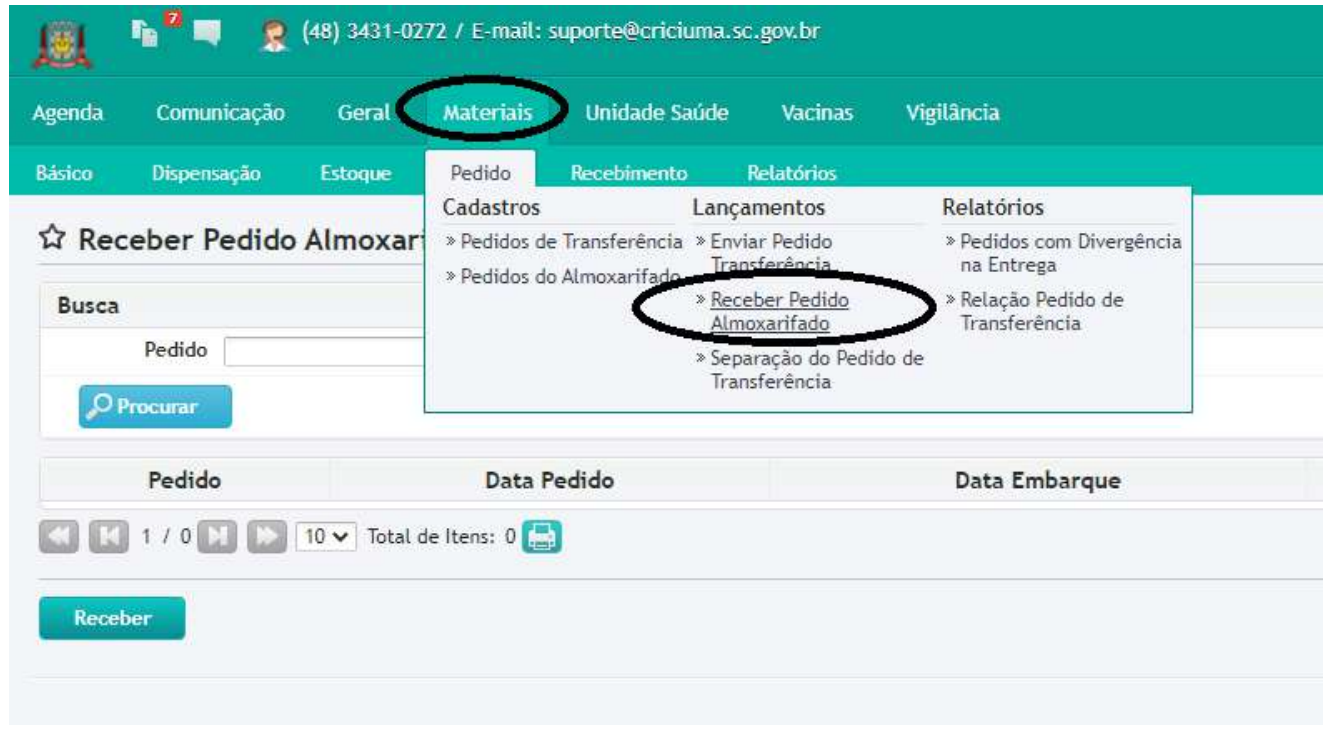 7
(48) 3431-0272 / E-mail: suporte@criciuma.sc.gov.br
Agenda Comunicação Geral Materiais Unidade Saúde Vacinas Vigilância
Básico Dispensação Estoque Pedido Recebimento Relatórios
Cadastros
» Pedidos de Transferência
» Pedidos do Almoxarifado
Lançamentos
» Enviar Pedido
Transferência
» Receber Pedido
Almoxarifado
» Separação do Pedido de
Transferência
Relatórios
» Pedidos com Divergência
na Entrega
» Relação Pedido de
Transferência
Receber Pedido Almoxari
Busca
Pedido
Procurar
Pedido Data Pedido Data Embarque
1 / 0 10 Total de Itens: 0
Receber